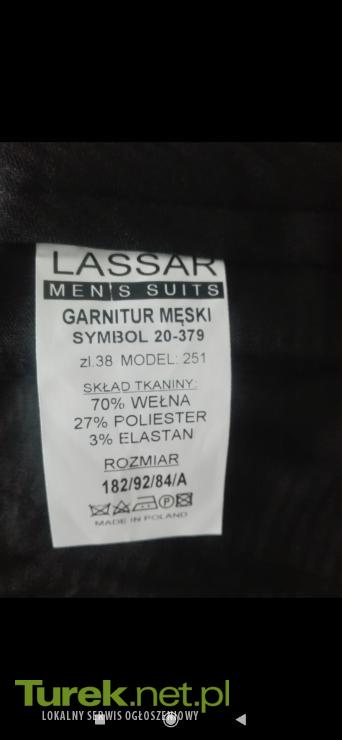 LASSAR
MEN'S SUITS
GARNITUR MĘSKI
SYMBOL 20-379
zl.38 MODEL: 251
SKŁAD TKANINY:
70% WEŁNA
27% POLIESTER
3% ELASTAN
ROZMIAR
182/92/84/A
P
MADE IN POLAND
Turek.net.pl
LOKALNY SERWIS OGŁOSZENIOWY